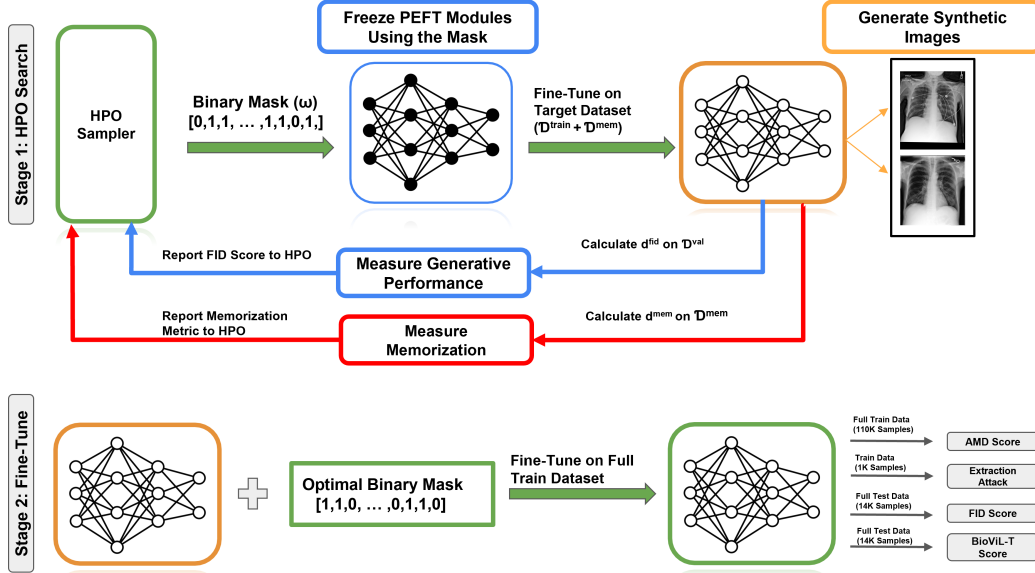 Stage 1: HPO Search
HPO
Sampler
Binary Mask (ω)
[0,1,1, … ,1,1,0,1,]
Freeze PEFT Modules
Using the Mask
Fine-Tune on
Target Dataset
(Ɗtrain + Ɗmem)
Generate Synthetic
Images
Report FID Score to HPO
Measure Generative
Performance
Calculate dfid on Ɗval
Report Memorization
Metric to HPO
Measure
Memorization
Calculate dmem on Ɗmem
Stage 2: Fine-Tune
Optimal Binary Mask
[1,1,0, … ,0,1,1,0]
Fine-Tune on Full
Train Dataset
Full Train Data
(110K Samples)
AMD Score
Train Data
(1K Samples)
Extraction
Attack
Full Test Data
(14K Samples)
FID Score
Full Test Data
(14K Samples)
BioViL-T
Score